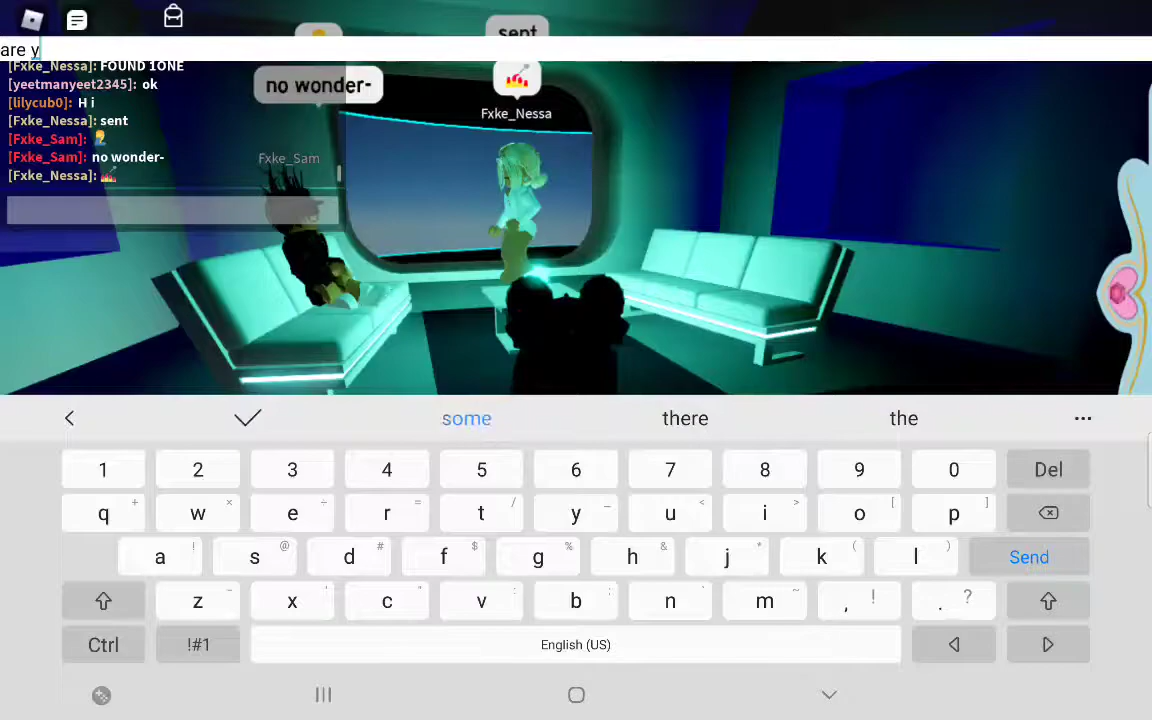 sent
are y
[Fxke_Nessa]: FOUND 1ONE
[yeetmanyeet2345]: ok
[lilycub0]: H i
[Fxke_Nessa]: sent
[Fxke_Sam]: 🤦‍♂️
[Fxke_Sam]: no wonder-
[Fxke_Nessa]:
no wonder-
Fxke_Nessa
Fxke_Sam
some there the
1 2 3 4 5 6 7 8 9 0 Del
q + w × e ÷ r = t / y _ u < i > o [ p ]
a ! s @ d # f $ g % h & j * k ( l ) Send
z x c v b n m , ! . ?
Ctrl !#1 English (US)